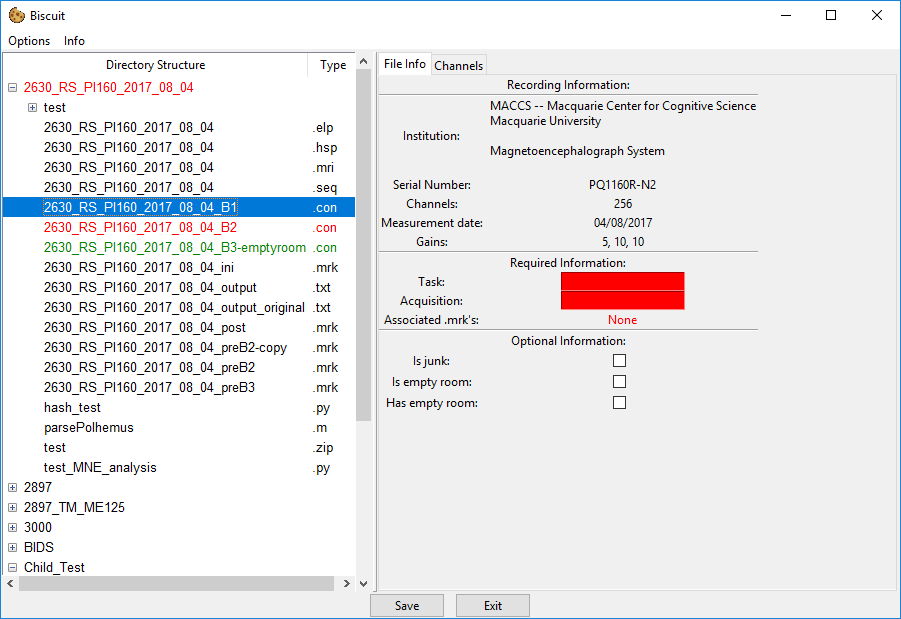 Biscuit
Options Info
Directory Structure Type
2630_RS_PI160_2017_08_04
test
2630_RS_PI160_2017_08_04 .elp
2630_RS_PI160_2017_08_04 .hsp
2630_RS_PI160_2017_08_04 .mri
2630_RS_PI160_2017_08_04 .seq
2630_RS_PI160_2017_08_04_B1 .con
2630_RS_PI160_2017_08_04_B2 .con
2630_RS_PI160_2017_08_04_B3-emptyroom .con
2630_RS_PI160_2017_08_04_ini .mrk
2630_RS_PI160_2017_08_04_output .txt
2630_RS_PI160_2017_08_04_output_original .txt
2630_RS_PI160_2017_08_04_post .mrk
2630_RS_PI160_2017_08_04_preB2-copy .mrk
2630_RS_PI160_2017_08_04_preB2 .mrk
2630_RS_PI160_2017_08_04_preB3 .mrk
hash_test .py
parsePolhemus .m
test .zip
test_MNE_analysis .py
2897
2897_TM_ME125
3000
BIDS
Child_Test
File Info Channels
Recording Information:
MACCS -- Macquarie Center for Cognitive Science
Macquarie University
Institution:
Magnetoencephalograph System
Serial Number: PQ1160R-N2
Channels: 256
Measurement date: 04/08/2017
Gains: 5, 10, 10
Required Information:
Task:
Acquisition:
Associated .mrk's: None
Optional Information:
Is junk:
Is empty room:
Has empty room:
Save Exit